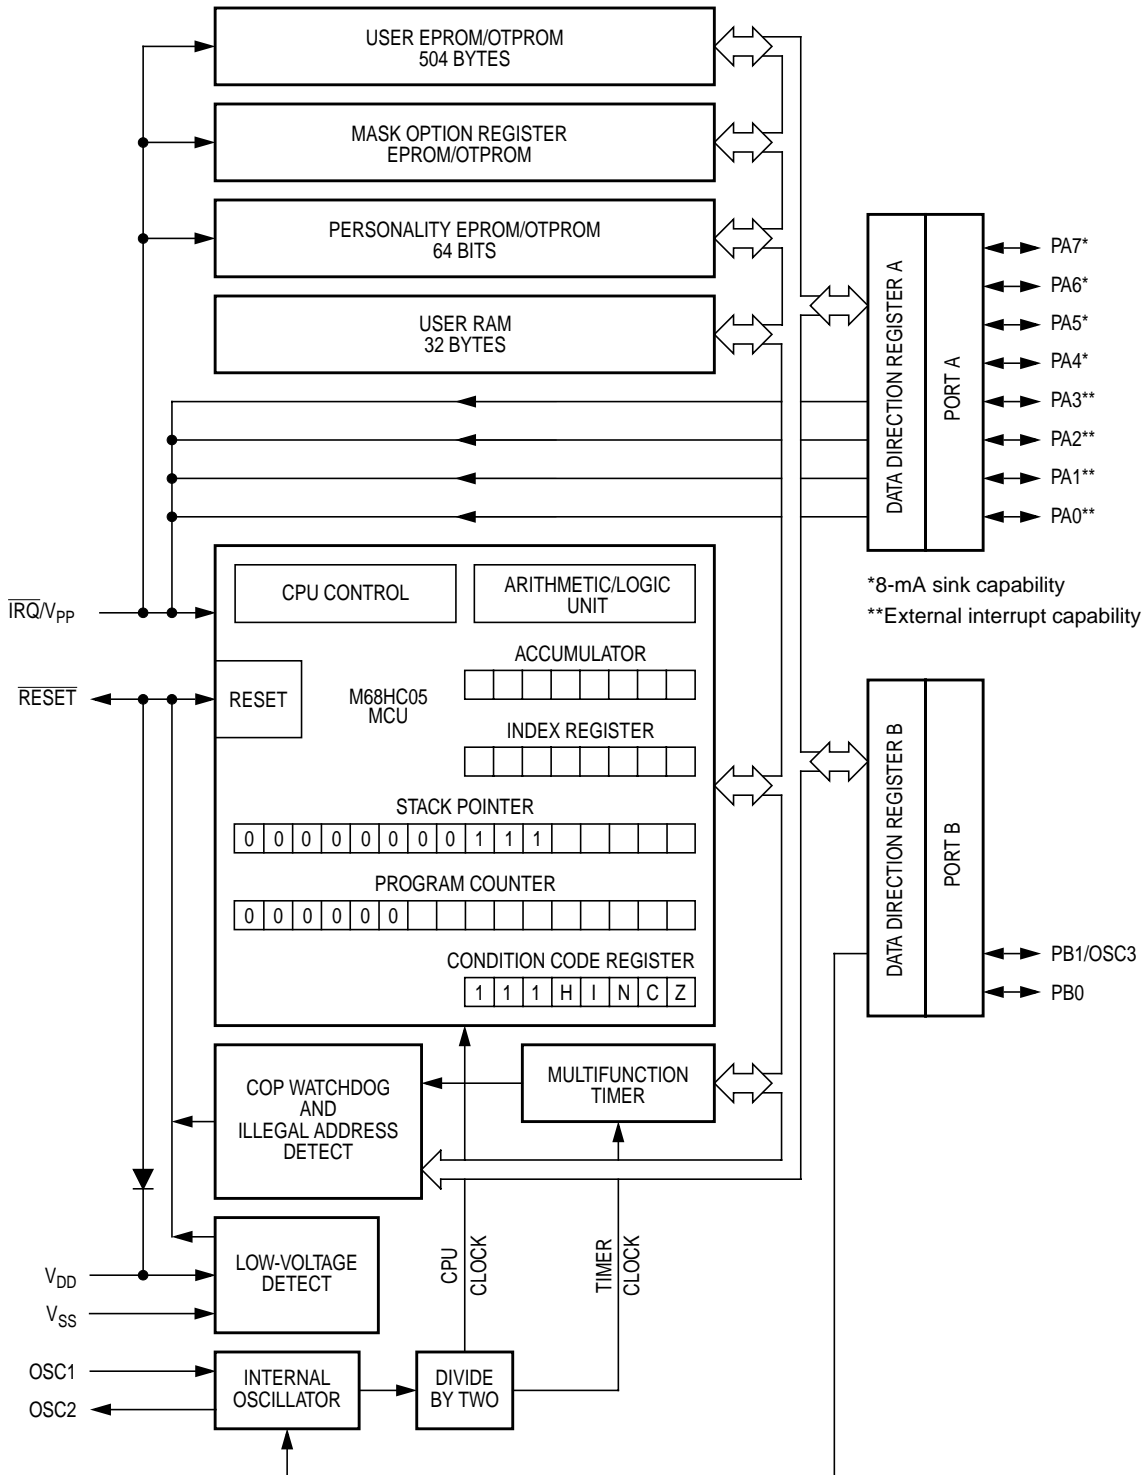 USER EPROM/OTPROM
504 BYTES
MASK OPTION REGISTER
EPROM/OTPROM
PERSONALITY EPROM/OTPROM
64 BITS
USER RAM
32 BYTES
DATA DIRECTION REGISTER A
PORT A
PA7*
PA6*
PA5*
PA4*
PA3**
PA2**
PA1**
PA0**
*8-mA sink capability
**External interrupt capability
IRQ/VPP
CPU CONTROL
ARITHMETIC/LOGIC
UNIT
ACCUMULATOR
RESET
RESET
M68HC05
MCU
INDEX REGISTER
STACK POINTER
0 0 0 0 0 0 0 0 1 1 1
PROGRAM COUNTER
0 0 0 0 0 0
CONDITION CODE REGISTER
1 1 1 H I N C Z
DATA DIRECTION REGISTER B
PORT B
PB1/OSC3
PB0
COP WATCHDOG
AND
ILLEGAL ADDRESS
DETECT
MULTIFUNCTION
TIMER
CPU
CLOCK
TIMER
CLOCK
VDD
VSS
LOW-VOLTAGE
DETECT
OSC1
OSC2
INTERNAL
OSCILLATOR
DIVIDE
BY TWO